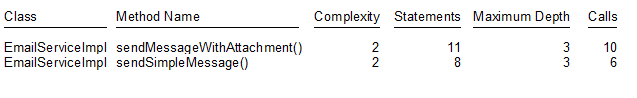 Class Method Name Complexity Statements Maximum Depth Calls
EmailServiceImpl sendMessageWithAttachment() 2 11 3 10
EmailServiceImpl sendSimpleMessage() 2 8 3 6